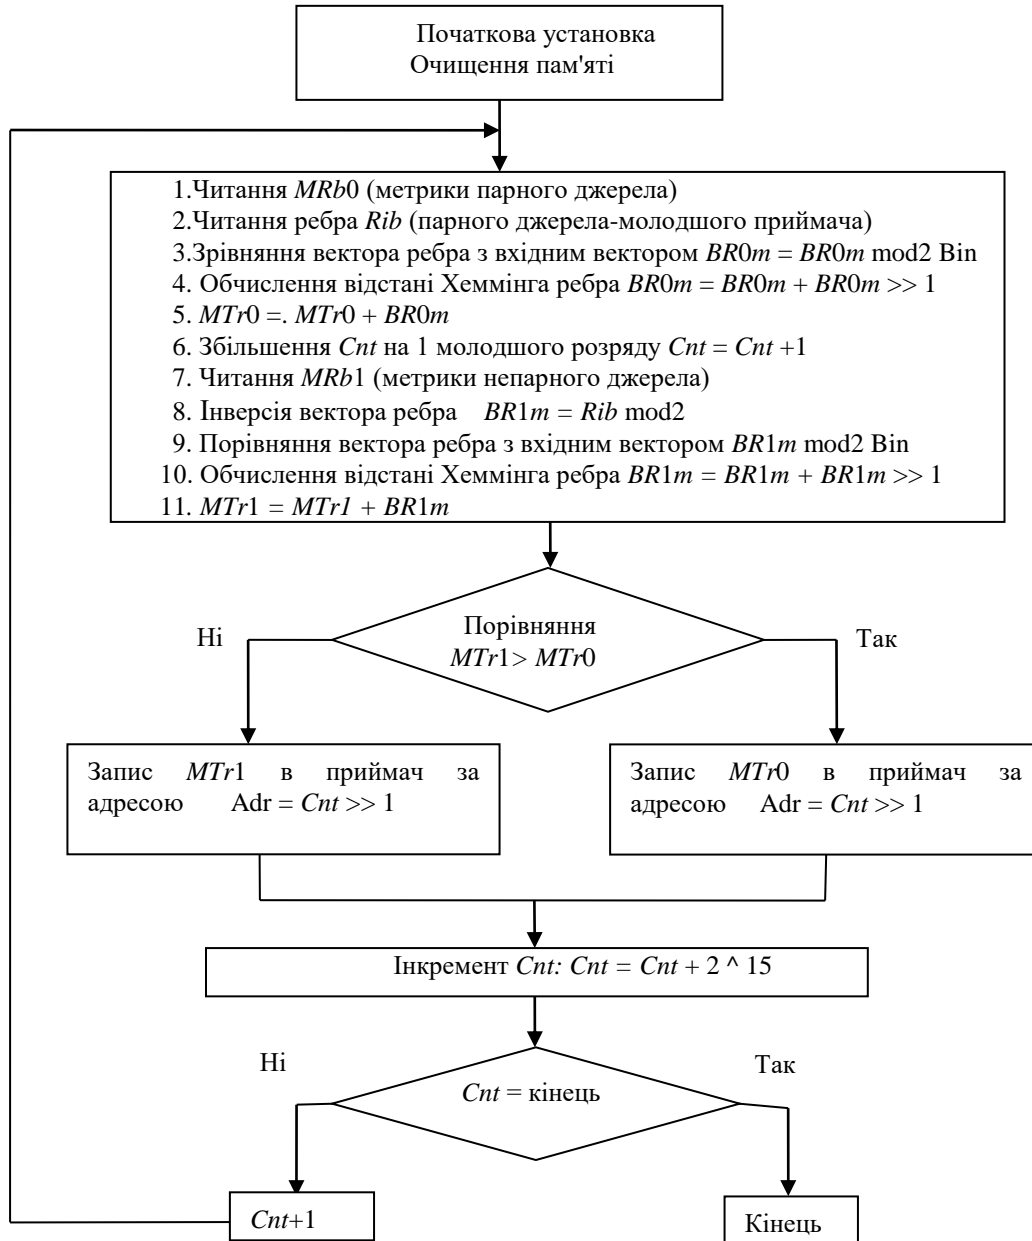 Початкова установка
Очищення пам'яті
1.Читання MRb0 (метрики парного джерела)
2.Читання ребра Rib (парного джерела-молодшого приймача)
3.Зрівняння вектора ребра з вхідним вектором BR0m = BR0m mod2 Bin
4. Обчислення відстані Хеммінга ребра BR0m = BR0m + BR0m >> 1
5. MTr0 =. MTr0 + BR0m
6. Збільшення Cnt на 1 молодшого розряду Cnt = Cnt +1
7. Читання MRb1 (метрики непарного джерела)
8. Інверсія вектора ребра BR1m = Rib mod2
9. Порівняння вектора ребра з вхідним вектором BR1m mod2 Bin
10. Обчислення відстані Хеммінга ребра BR1m = BR1m + BR1m >> 1
11. MTr1 = MTr1 + BR1m
Ні
Порівняння
MTr1> MTr0
Так
Запис MTr1 в приймач за
адресою Adr = Cnt >> 1
Запис MTr0 в приймач за
адресою Adr = Cnt >> 1
Інкремент Cnt: Cnt = Cnt + 2 ^ 15
Ні
Так
Cnt = кінець
Cnt+1
Кінець